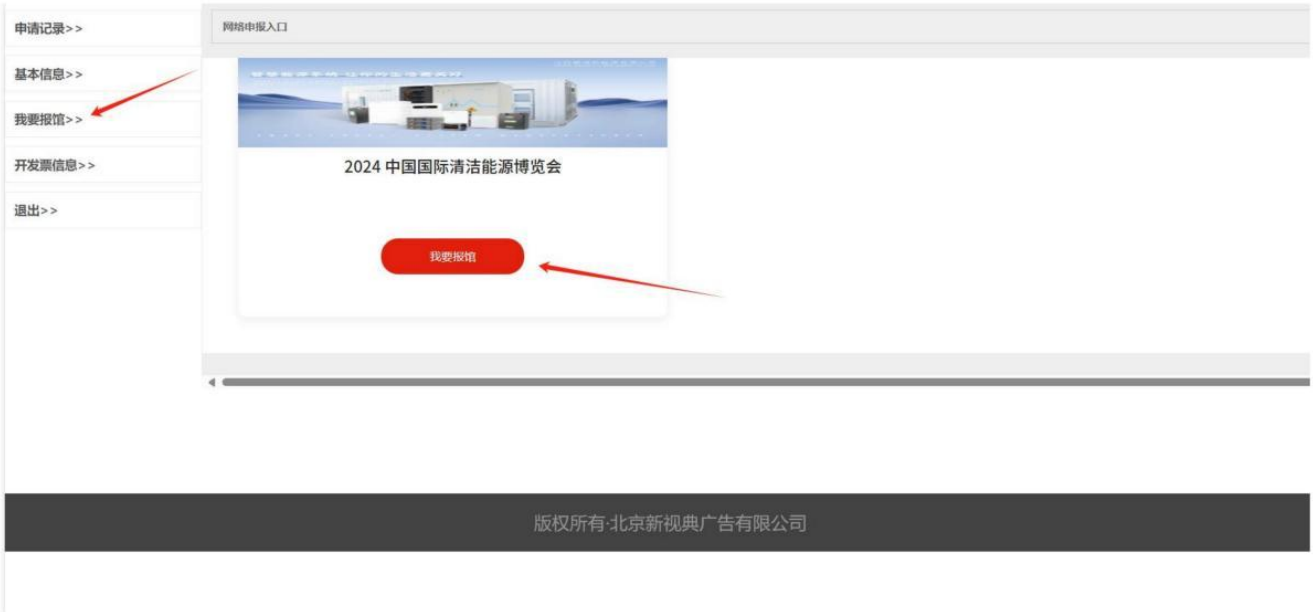 申请记录>>
基本信息>>
我要报馆>>
开发票信息>>
退出>>
网络申报入口
2024 中国国际清洁能源博览会
我要报馆
版权所有·北京新视典广告有限公司